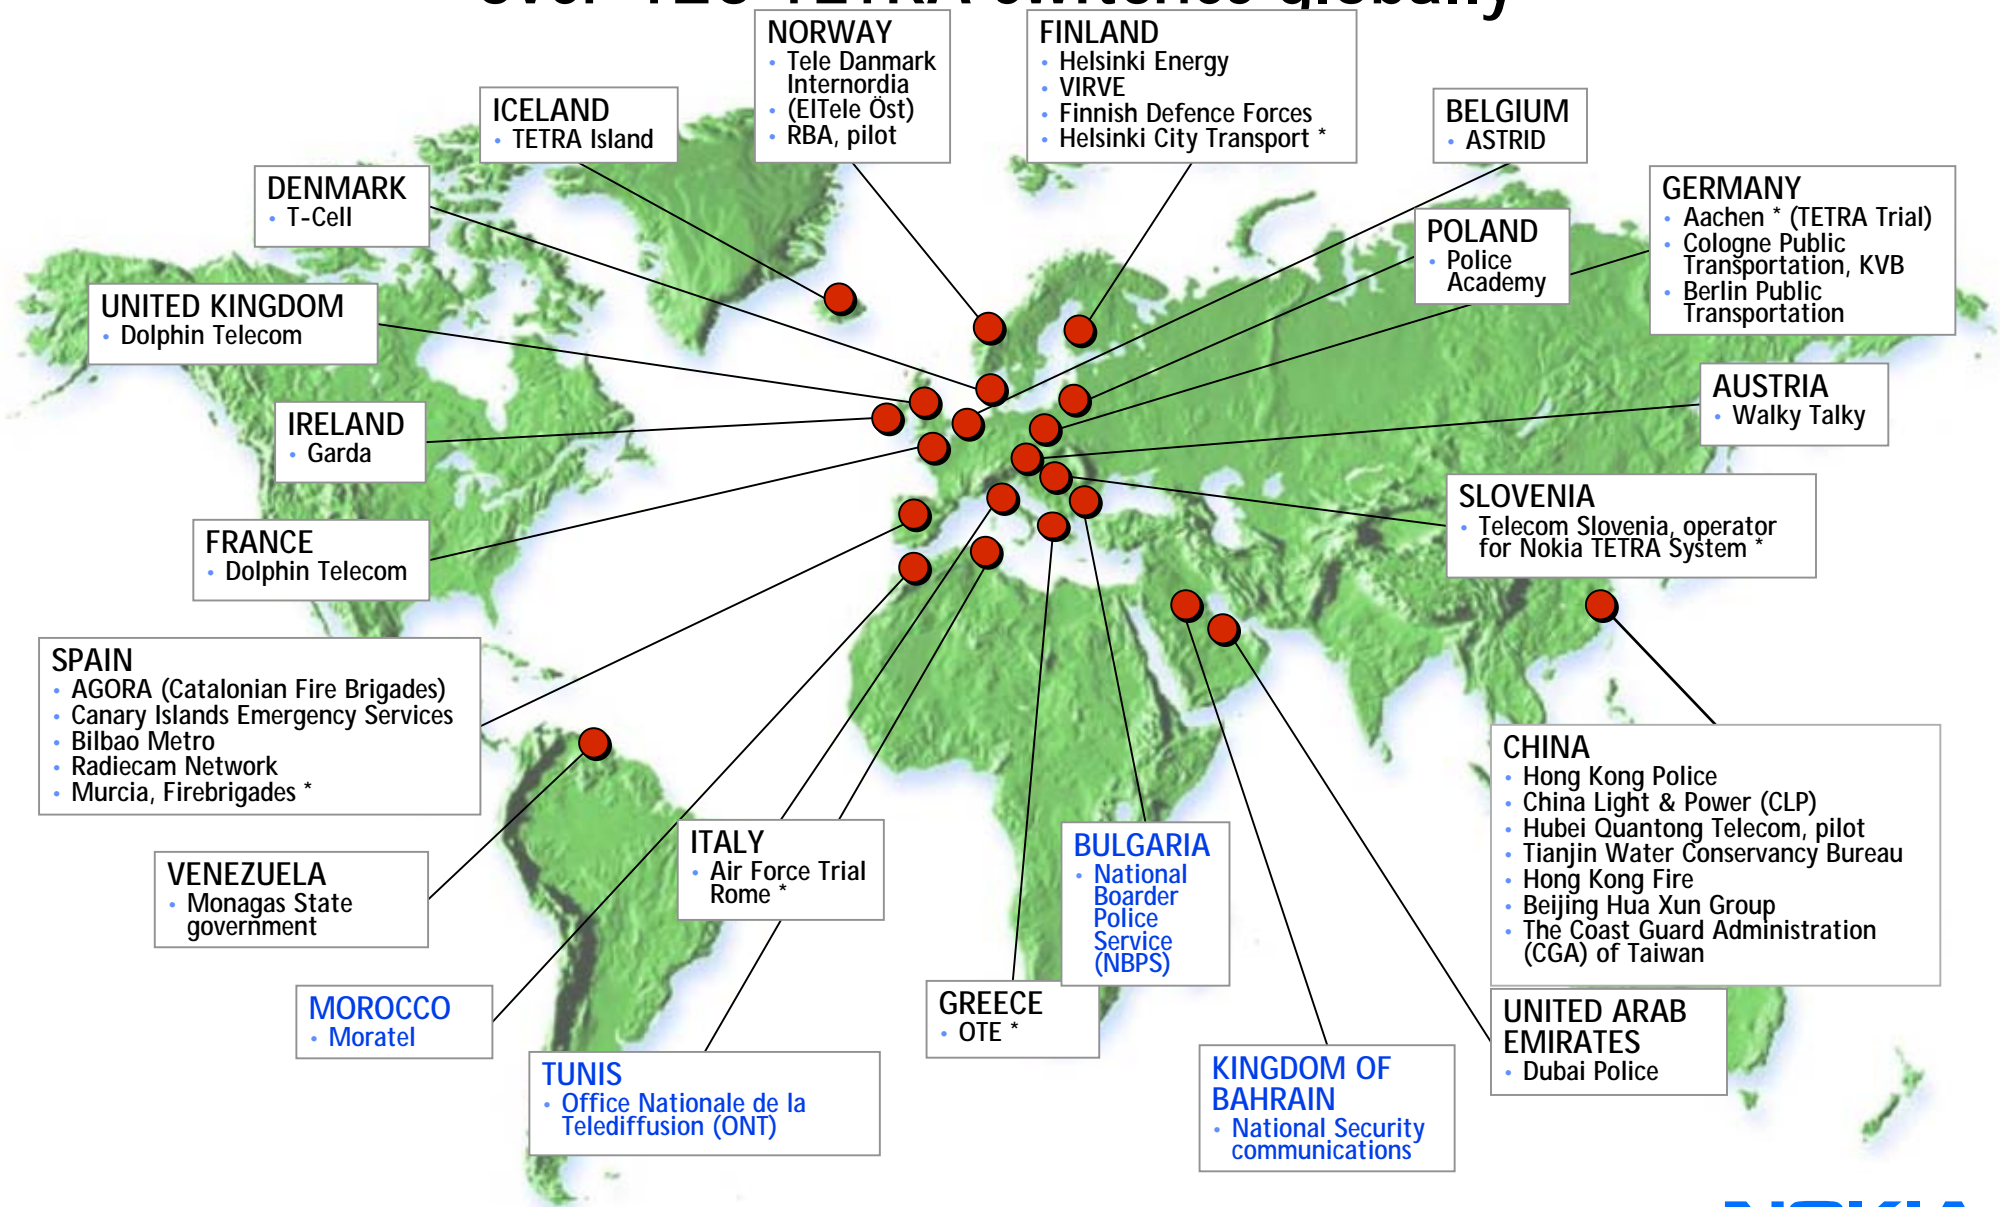 TETRA switches globally
NORWAY
• Tele Danmark
Internordia
• (ElTele Öst)
• RBA, pilot
FINLAND
• Helsinki Energy
• VIRVE
• Finnish Defence Forces
• Helsinki City Transport *
ICELAND
• TETRA Island
BELGIUM
• ASTRID
DENMARK
• T-Cell
GERMANY
• Aachen * (TETRA Trial)
• Cologne Public
Transportation, KVB
• Berlin Public
Transportation
POLAND
• Police
Academy
UNITED KINGDOM
• Dolphin Telecom
AUSTRIA
• Walky Talky
IRELAND
• Garda
SLOVENIA
• Telecom Slovenia, operator
for Nokia TETRA System *
FRANCE
• Dolphin Telecom
SPAIN
• AGORA (Catalonian Fire Brigades)
• Canary Islands Emergency Services
• Bilbao Metro
• Radiecam Network
• Murcia, Firebrigades *
CHINA
• Hong Kong Police
• China Light & Power (CLP)
• Hubei Quantong Telecom, pilot
• Tianjin Water Conservancy Bureau
• Hong Kong Fire
• Beijing Hua Xun Group
• The Coast Guard Administration
(CGA) of Taiwan
VENEZUELA
• Monagas State
government
ITALY
• Air Force Trial
Rome *
BULGARIA
• National
Boarder
Police
Service
(NBPS)
MOROCCO
• Moratel
GREECE
• OTE *
UNITED ARAB
EMIRATES
• Dubai Police
TUNIS
• Office Nationale de la
Telediffusion (ONT)
KINGDOM OF
BAHRAIN
• National Security
communications
NOKIA